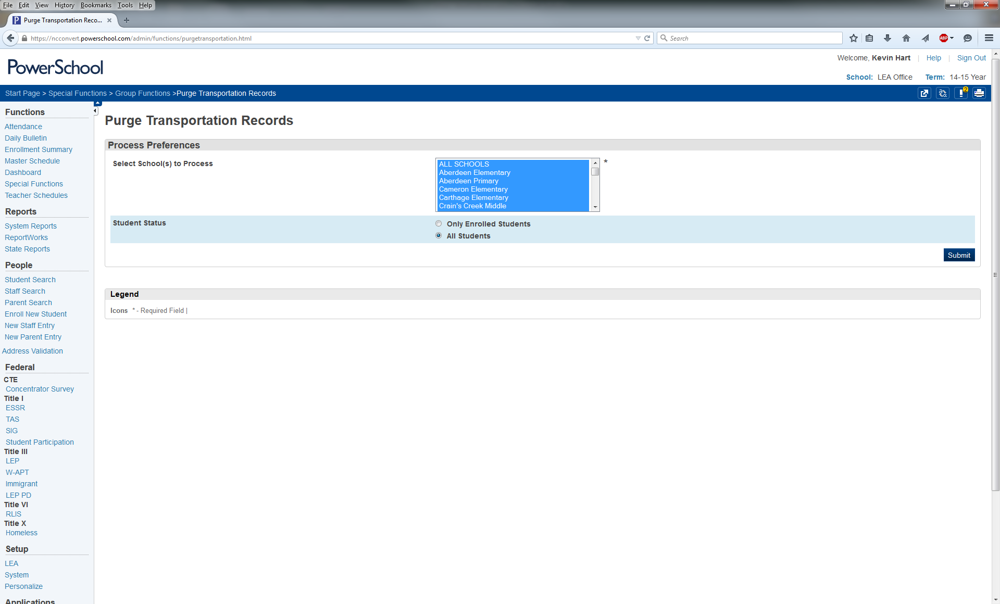 File Edit View History Bookmarks Tools Help
Purge Transportation Reco...
https://ncconvert.powerschool.com/admin/functions/purgetransportation.html
Search
ABP
PowerSchool
Welcome, Kevin Hart | Help | Sign Out
School: LEA Office Term: 14-15 Year
Start Page > Special Functions > Group Functions >Purge Transportation Records
2
Functions
Attendance
Daily Bulletin
Enrollment Summary
Master Schedule
Dashboard
Special Functions
Teacher Schedules
Reports
System Reports
ReportWorks
State Reports
People
Student Search
Staff Search
Parent Search
Enroll New Student
New Staff Entry
New Parent Entry
Address Validation
Federal
CTE
Concentrator Survey
Title I
ESSR
TAS
SIG
Student Participation
Title III
LEP
W-APT
Immigrant
LEP PD
Title VI
RLIS
Title X
Homeless
Setup
LEA
System
Personalize
Applications
Purge Transportation Records
Process Preferences
Select School(s) to Process
ALL SCHOOLS *
Aberdeen Elementary
Aberdeen Primary
Cameron Elementary
Carthage Elementary
Crain's Creek Middle
Student Status
Only Enrolled Students
All Students
Submit
Legend
Icons * - Required Field |